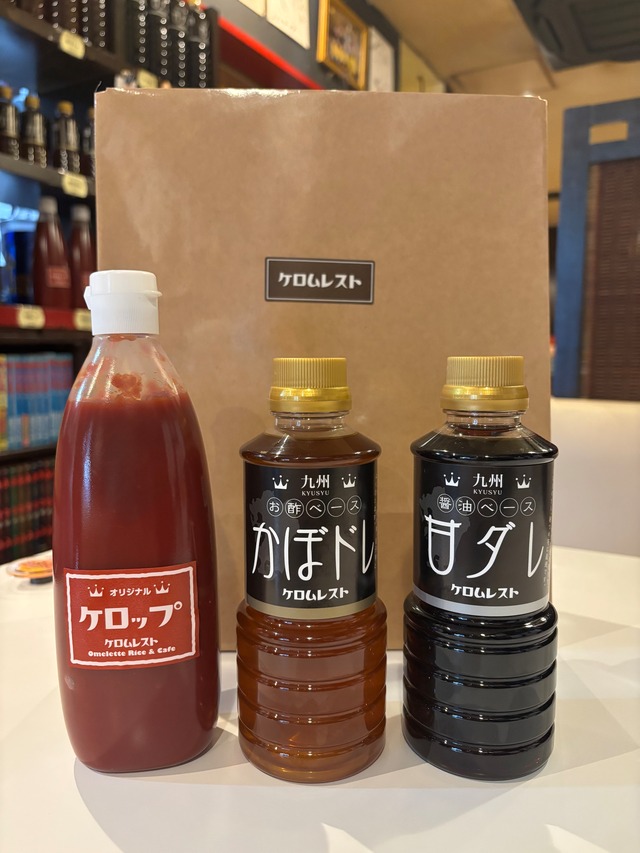 ケロムレスト
オリジナル
ケロップ
ケロムレスト
Omelette Rice & Cafe
九州
KYUSYU
お酢ベース
かぼドレ
ケロムレスト
九州
KYUSYU
醤油ベース
甘ダレ
ケロムレスト